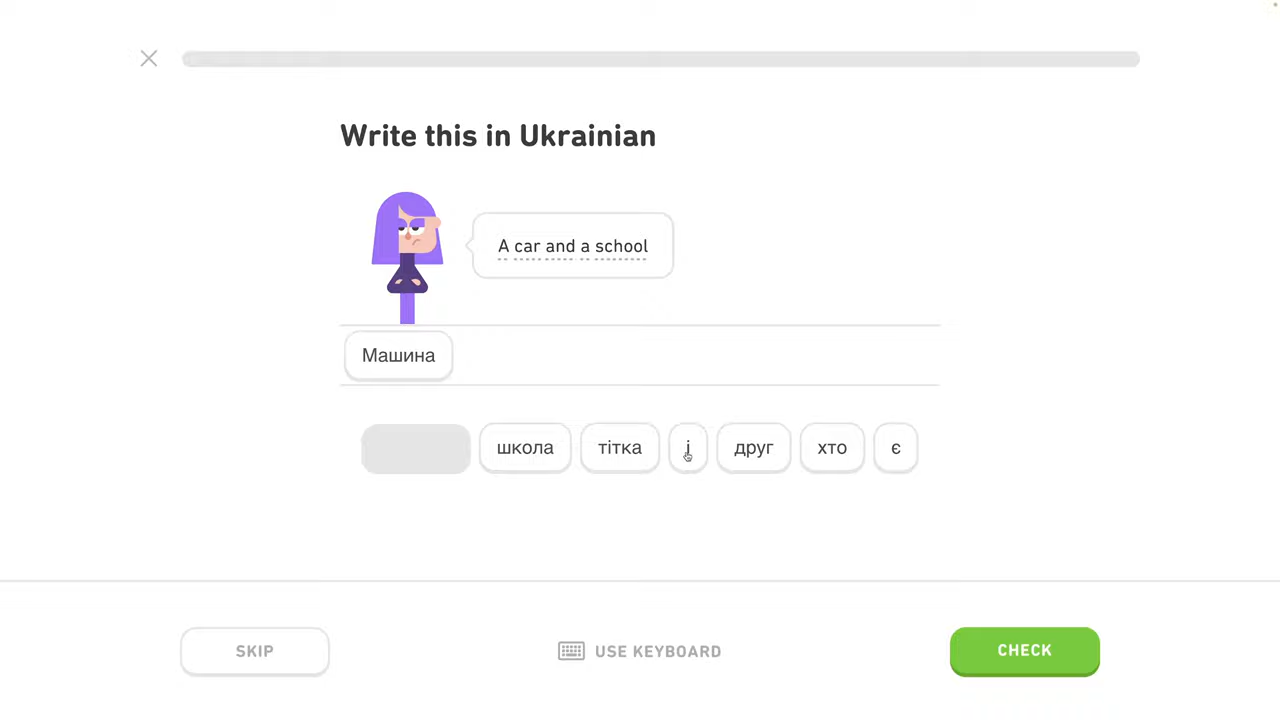 Write this in Ukrainian
A car and a school
Машина
школа тітка і друг хто є
SKIP USE KEYBOARD CHECK